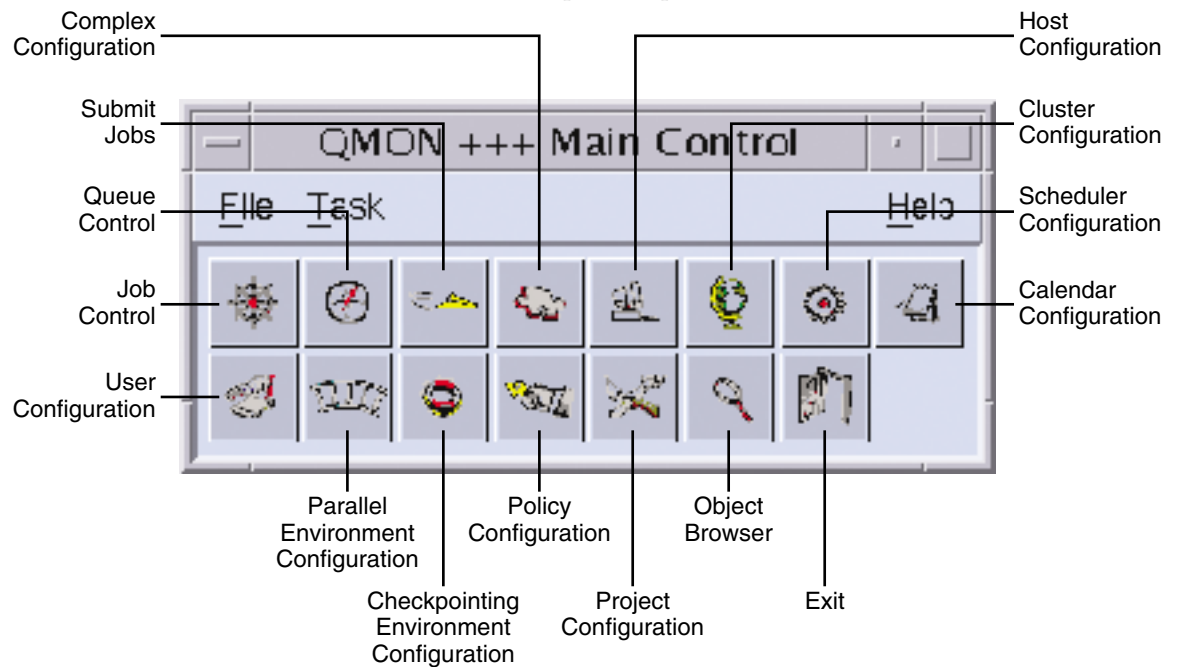 Complex
Configuration
Host
Configuration
Submit
Jobs
Cluster
Configuration
QMON +++ Main Control
Queue
Control
File Task Help
Scheduler
Configuration
Job
Control
Calendar
Configuration
User
Configuration
Parallel
Environment
Configuration
Policy
Configuration
Object
Browser
Checkpointing
Environment
Configuration
Project
Configuration
Exit